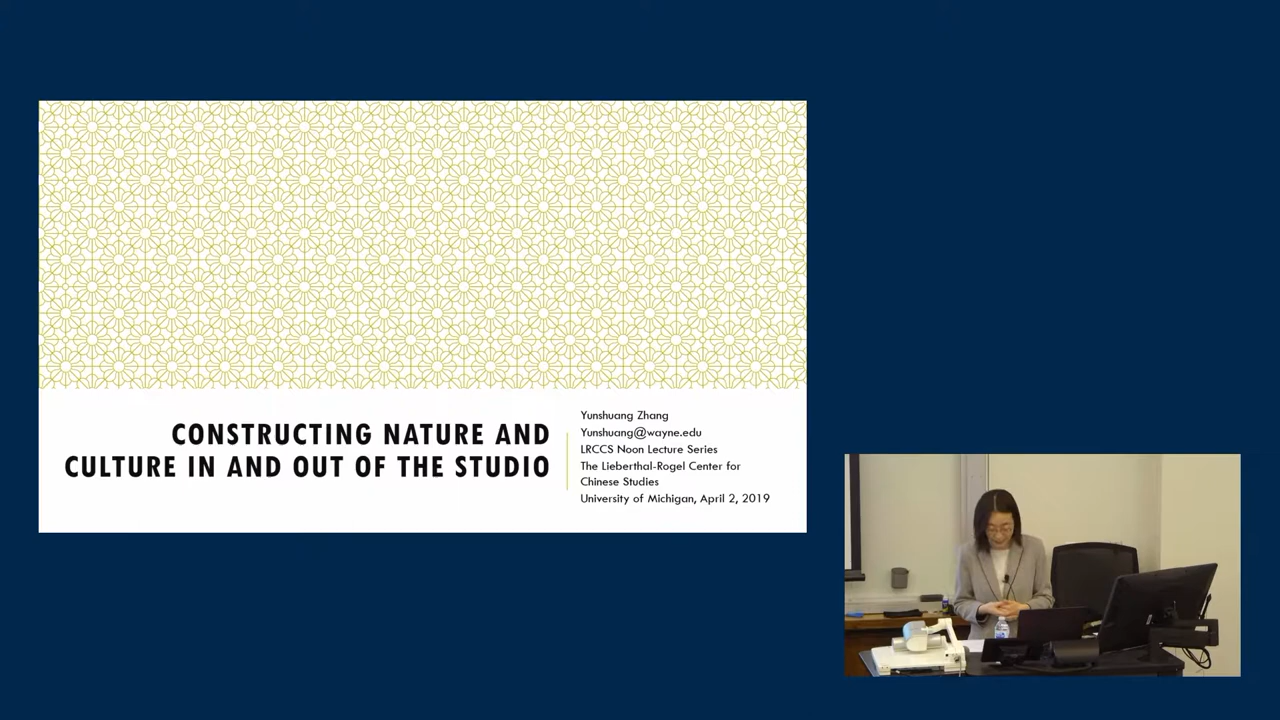 CONSTRUCTING NATURE AND
CULTURE IN AND OUT OF THE STUDIO
Yunshuang Zhang
Yunshuang@wayne.edu
LRCCS Noon Lecture Series
The Lieberthal-Rogel Center for
Chinese Studies
University of Michigan, April 2, 2019